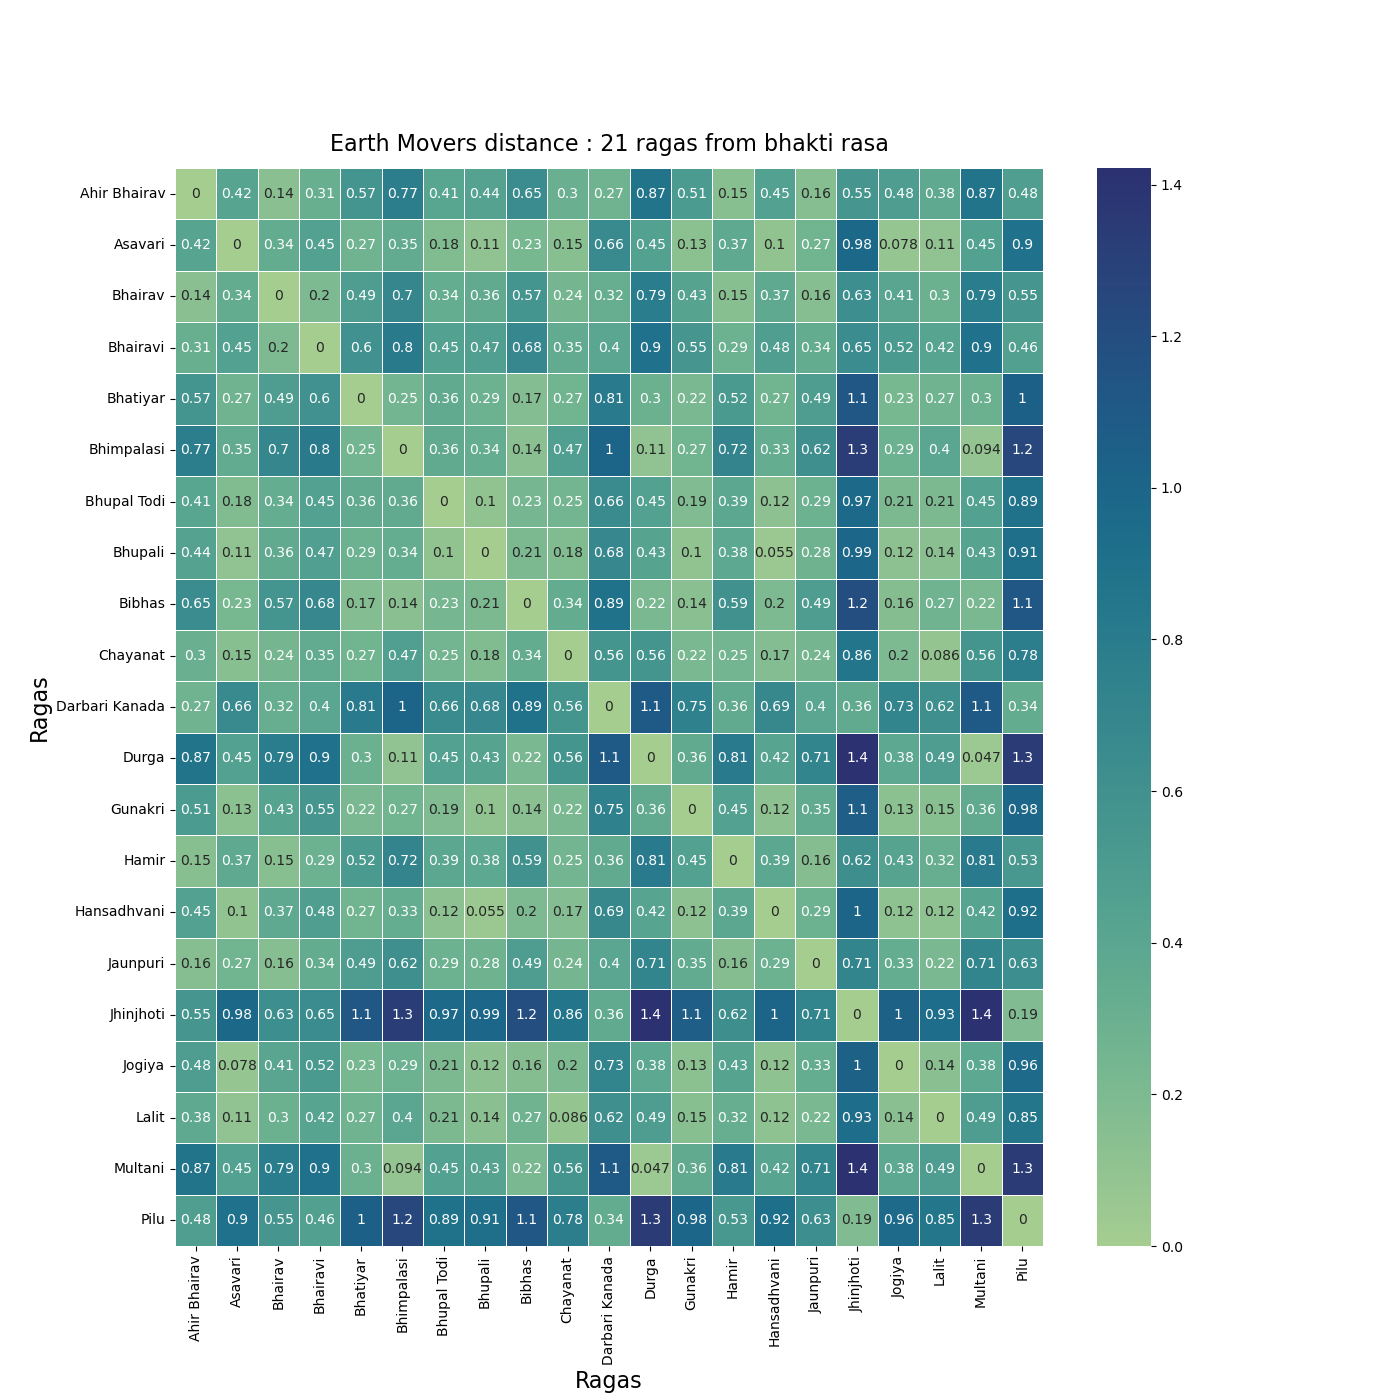 Earth Movers distance : 21 ragas from bhakti rasa
Ahir Bhairav 0 0.42 0.14 0.31 0.57 0.77 0.41 0.44 0.65 0.3 0.27 0.87 0.51 0.15 0.45 0.16 0.55 0.48 0.38 0.87 0.48
Asavari 0.42 0 0.34 0.45 0.27 0.35 0.18 0.11 0.23 0.15 0.66 0.45 0.13 0.37 0.1 0.27 0.98 0.078 0.11 0.45 0.9
Bhairav 0.14 0.34 0 0.2 0.49 0.7 0.34 0.36 0.57 0.24 0.32 0.79 0.43 0.15 0.37 0.16 0.63 0.41 0.3 0.79 0.55
Bhairavi 0.31 0.45 0.2 0 0.6 0.8 0.45 0.47 0.68 0.35 0.4 0.9 0.55 0.29 0.48 0.34 0.65 0.52 0.42 0.9 0.46
Bhatiyar 0.57 0.27 0.49 0.6 0 0.25 0.36 0.29 0.17 0.27 0.81 0.3 0.22 0.52 0.27 0.49 1.1 0.23 0.27 0.3 1
Bhimpalasi 0.77 0.35 0.7 0.8 0.25 0 0.36 0.34 0.14 0.47 1 0.11 0.27 0.72 0.33 0.62 1.3 0.29 0.4 0.094 1.2
Bhupal Todi 0.41 0.18 0.34 0.45 0.36 0.36 0 0.1 0.23 0.25 0.66 0.45 0.19 0.39 0.12 0.29 0.97 0.21 0.21 0.45 0.89
Bhupali 0.44 0.11 0.36 0.47 0.29 0.34 0.1 0 0.21 0.18 0.68 0.43 0.1 0.38 0.055 0.28 0.99 0.12 0.14 0.43 0.91
Bibhas 0.65 0.23 0.57 0.68 0.17 0.14 0.23 0.21 0 0.34 0.89 0.22 0.14 0.59 0.2 0.49 1.2 0.16 0.27 0.22 1.1
Chayanat 0.3 0.15 0.24 0.35 0.27 0.47 0.25 0.18 0.34 0 0.56 0.56 0.22 0.25 0.17 0.24 0.86 0.2 0.086 0.56 0.78
Darbari Kanada 0.27 0.66 0.32 0.4 0.81 1 0.66 0.68 0.89 0.56 0 1.1 0.75 0.36 0.69 0.4 0.36 0.73 0.62 1.1 0.34
Durga 0.87 0.45 0.79 0.9 0.3 0.11 0.45 0.43 0.22 0.56 1.1 0 0.36 0.81 0.42 0.71 1.4 0.38 0.49 0.047 1.3
Gunakri 0.51 0.13 0.43 0.55 0.22 0.27 0.19 0.1 0.14 0.22 0.75 0.36 0 0.45 0.12 0.35 1.1 0.13 0.15 0.36 0.98
Hamir 0.15 0.37 0.15 0.29 0.52 0.72 0.39 0.38 0.59 0.25 0.36 0.81 0.45 0 0.39 0.16 0.62 0.43 0.32 0.81 0.53
Hansadhvani 0.45 0.1 0.37 0.48 0.27 0.33 0.12 0.055 0.2 0.17 0.69 0.42 0.12 0.39 0 0.29 1 0.12 0.12 0.42 0.92
Jaunpuri 0.16 0.27 0.16 0.34 0.49 0.62 0.29 0.28 0.49 0.24 0.4 0.71 0.35 0.16 0.29 0 0.71 0.33 0.22 0.71 0.63
Jhinjhoti 0.55 0.98 0.63 0.65 1.1 1.3 0.97 0.99 1.2 0.86 0.36 1.4 1.1 0.62 1 0.71 0 1 0.93 1.4 0.19
Jogiya 0.48 0.078 0.41 0.52 0.23 0.29 0.21 0.12 0.16 0.2 0.73 0.38 0.13 0.43 0.12 0.33 1 0 0.14 0.38 0.96
Lalit 0.38 0.11 0.3 0.42 0.27 0.4 0.21 0.14 0.27 0.086 0.62 0.49 0.15 0.32 0.12 0.22 0.93 0.14 0 0.49 0.85
Multani 0.87 0.45 0.79 0.9 0.3 0.094 0.45 0.43 0.22 0.56 1.1 0.047 0.36 0.81 0.42 0.71 1.4 0.38 0.49 0 1.3
Pilu 0.48 0.9 0.55 0.46 1 1.2 0.89 0.91 1.1 0.78 0.34 1.3 0.98 0.53 0.92 0.63 0.19 0.96 0.85 1.3 0
Ragas
Ahir Bhairav
Asavari
Bhairav
Bhairavi
Bhatiyar
Bhimpalasi
Bhupal Todi
Bhupali
Bibhas
Chayanat
Darbari Kanada
Durga
Gunakri
Hamir
Hansadhvani
Jaunpuri
Jhinjhoti
Jogiya
Lalit
Multani
Pilu
Ragas
1.4
1.2
1.0
0.8
0.6
0.4
0.2
0.0